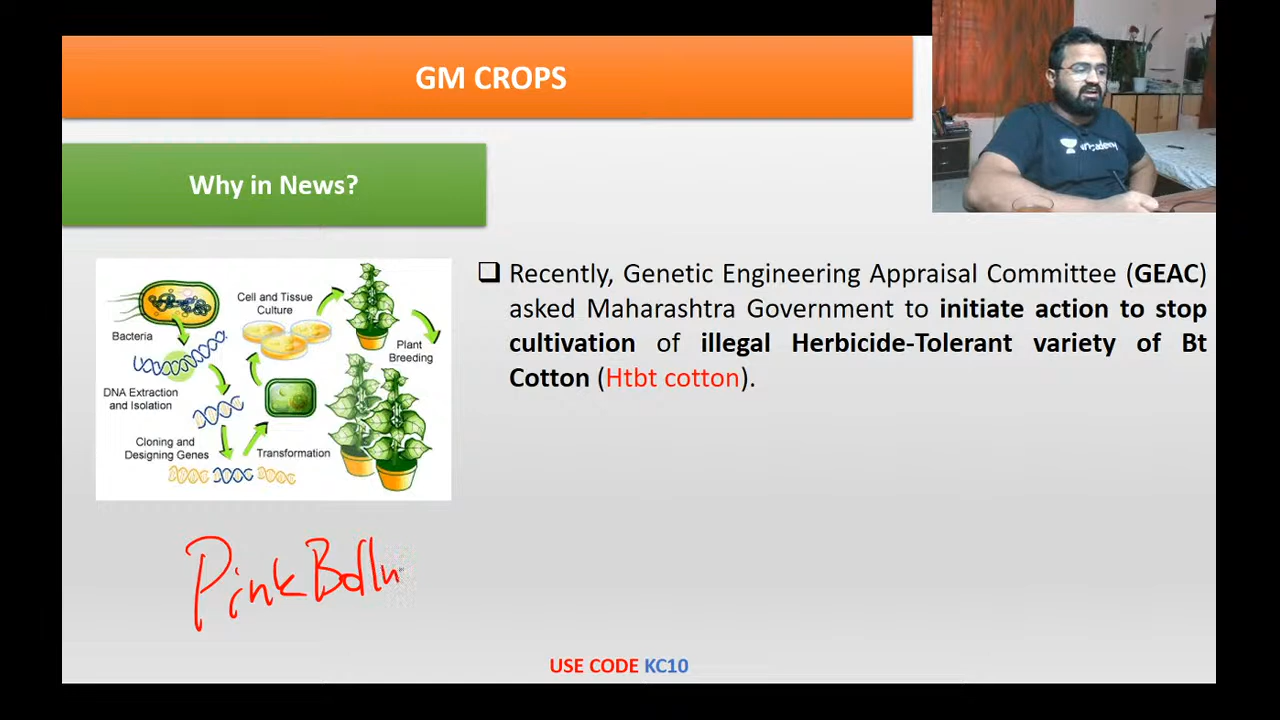 GM CROPS
unacademy
Why in News?
Bacteria
Cell and Tissue
Culture
Plant
Breeding
DNA Extraction
and Isolation
Cloning and
Designing Genes
Transformation
❑ Recently, Genetic Engineering Appraisal Committee (GEAC)
asked Maharashtra Government to initiate action to stop
cultivation of illegal Herbicide-Tolerant variety of Bt
Cotton (Htbt cotton).
Pink
USE CODE KC10